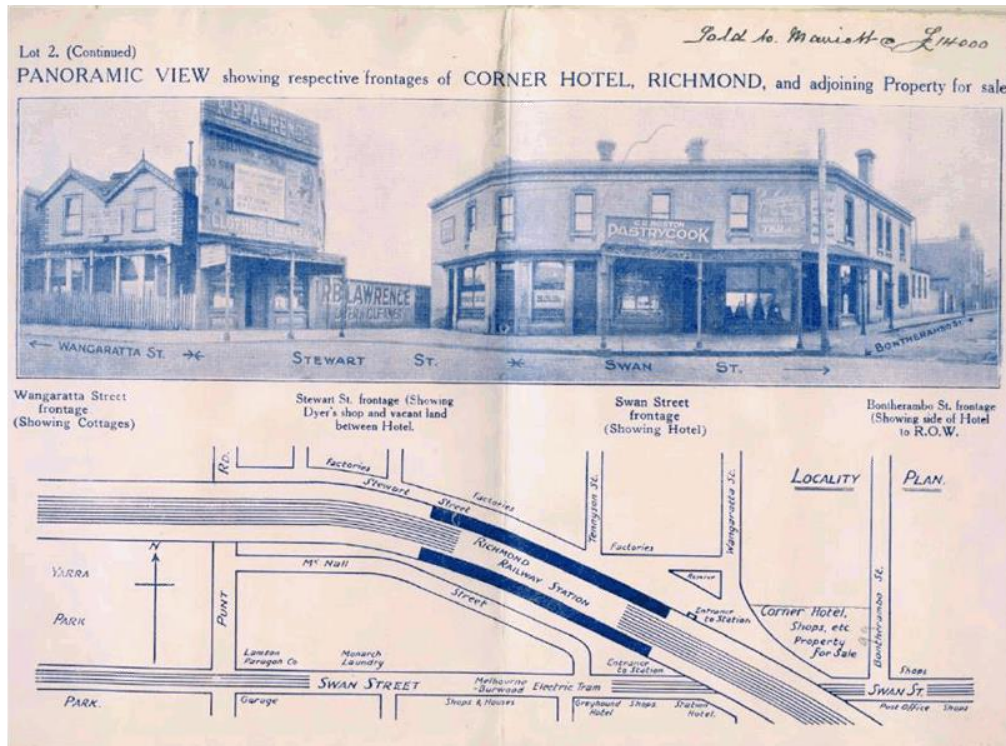 Sold to Marriott @ £14000
Lot 2. (Continued)
PANORAMIC VIEW showing respective frontages of CORNER HOTEL, RICHMOND, and adjoining Property for sale
R.B. LAWRENCE
CLOTHES CLEANER
R.B. LAWRENCE
PASTRYCOOK
WANGARATTA ST.
STEWART ST.
SWAN ST.
BONTHERAMBO ST.
Wangaratta Street
frontage
(Showing Cottages)
Stewart St. frontage (Showing
Dyer's shop and vacant land
between Hotel.
Swan Street
frontage
(Showing Hotel)
Bontherambo St. frontage
(Showing side of Hotel
to R.O.W.
LOCALITY PLAN.
RD.
Factories
Stewart
Street
Factories
Tennyson St.
Wangaratta St.
Factories
Bontherambo St.
N
YARRA
PARK
PUNT
Mc Nall
Street
RICHMOND
RAILWAY STATION
Reserve
Entrance
to Station
Corner Hotel,
Shops, etc
Property
for Sale
Lamson
Paragon Co
Monarch
Laundry
Entrance
to Station
Shops
SWAN STREET
Melbourne
-Burwood Electric Tram
SWAN ST.
PARK.
Garage
Shops & Houses
Greyhound
Hotel
Shops
Station
Hotel.
Post Office
Shops